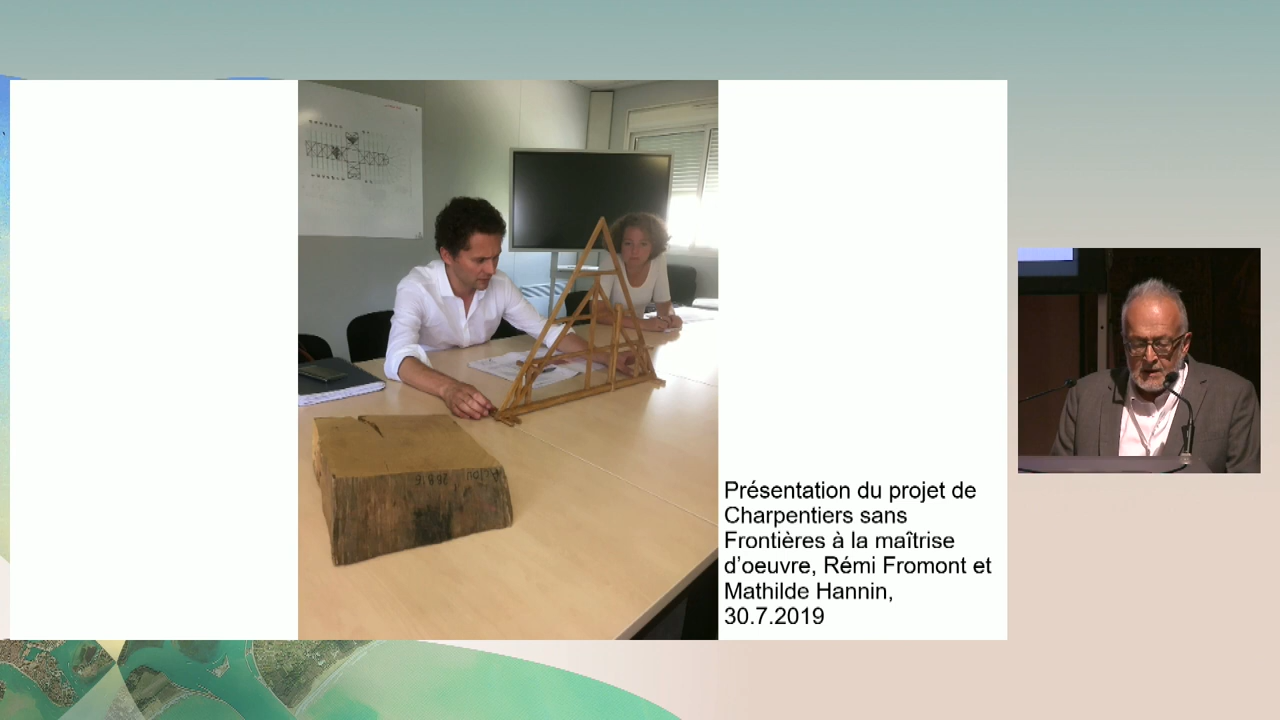 Présentation du projet de
Charpentiers sans
Frontières à la maîtrise
d'oeuvre, Rémi Fromont et
Mathilde Hannin,
30.7.2019